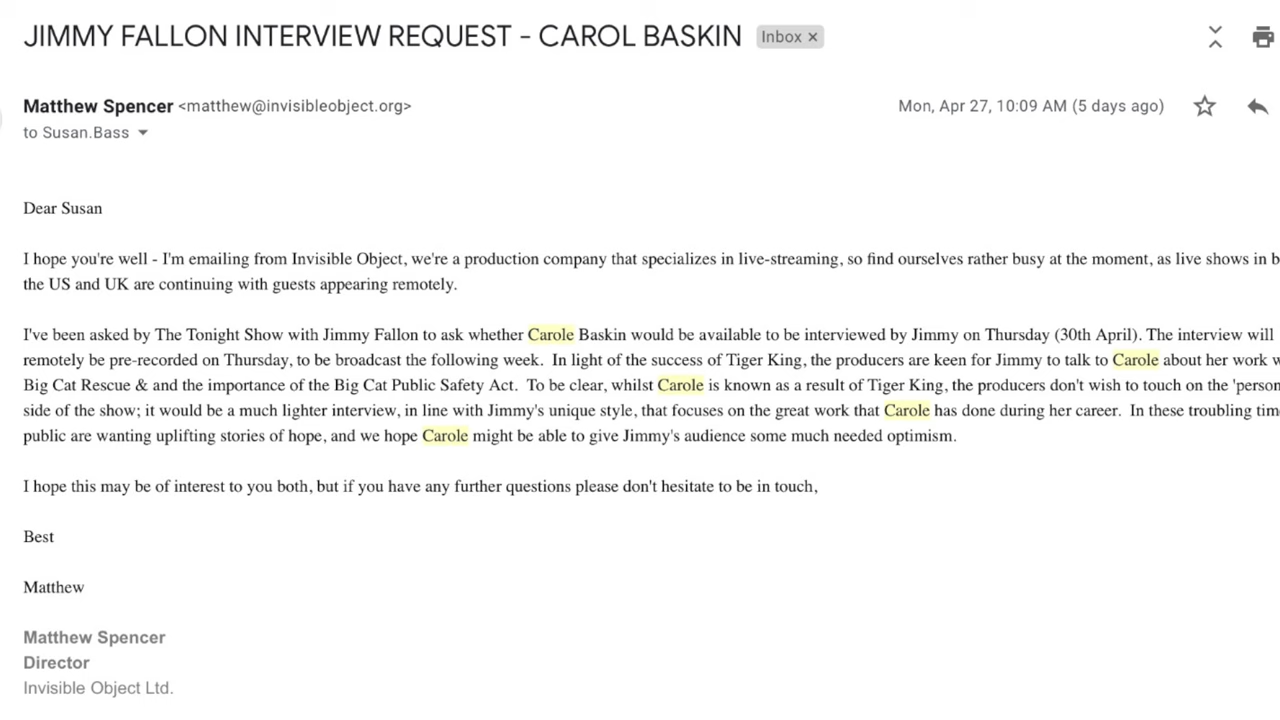 JIMMY FALLON INTERVIEW REQUEST - CAROL BASKIN Inbox ×
Matthew Spencer <matthew@invisibleobject.org> Mon, Apr 27, 10:09 AM (5 days ago)
to Susan.Bass
Dear Susan
I hope you're well - I'm emailing from Invisible Object, we're a production company that specializes in live-streaming, so find ourselves rather busy at the moment, as live shows in b
the US and UK are continuing with guests appearing remotely.
I've been asked by The Tonight Show with Jimmy Fallon to ask whether Carole Baskin would be available to be interviewed by Jimmy on Thursday (30th April). The interview will
remotely be pre-recorded on Thursday, to be broadcast the following week. In light of the success of Tiger King, the producers are keen for Jimmy to talk to Carole about her work w
Big Cat Rescue & and the importance of the Big Cat Public Safety Act. To be clear, whilst Carole is known as a result of Tiger King, the producers don't wish to touch on the 'person
side of the show; it would be a much lighter interview, in line with Jimmy's unique style, that focuses on the great work that Carole has done during her career. In these troubling tim
public are wanting uplifting stories of hope, and we hope Carole might be able to give Jimmy's audience some much needed optimism.
I hope this may be of interest to you both, but if you have any further questions please don't hesitate to be in touch,
Best
Matthew
Matthew Spencer
Director
Invisible Object Ltd.